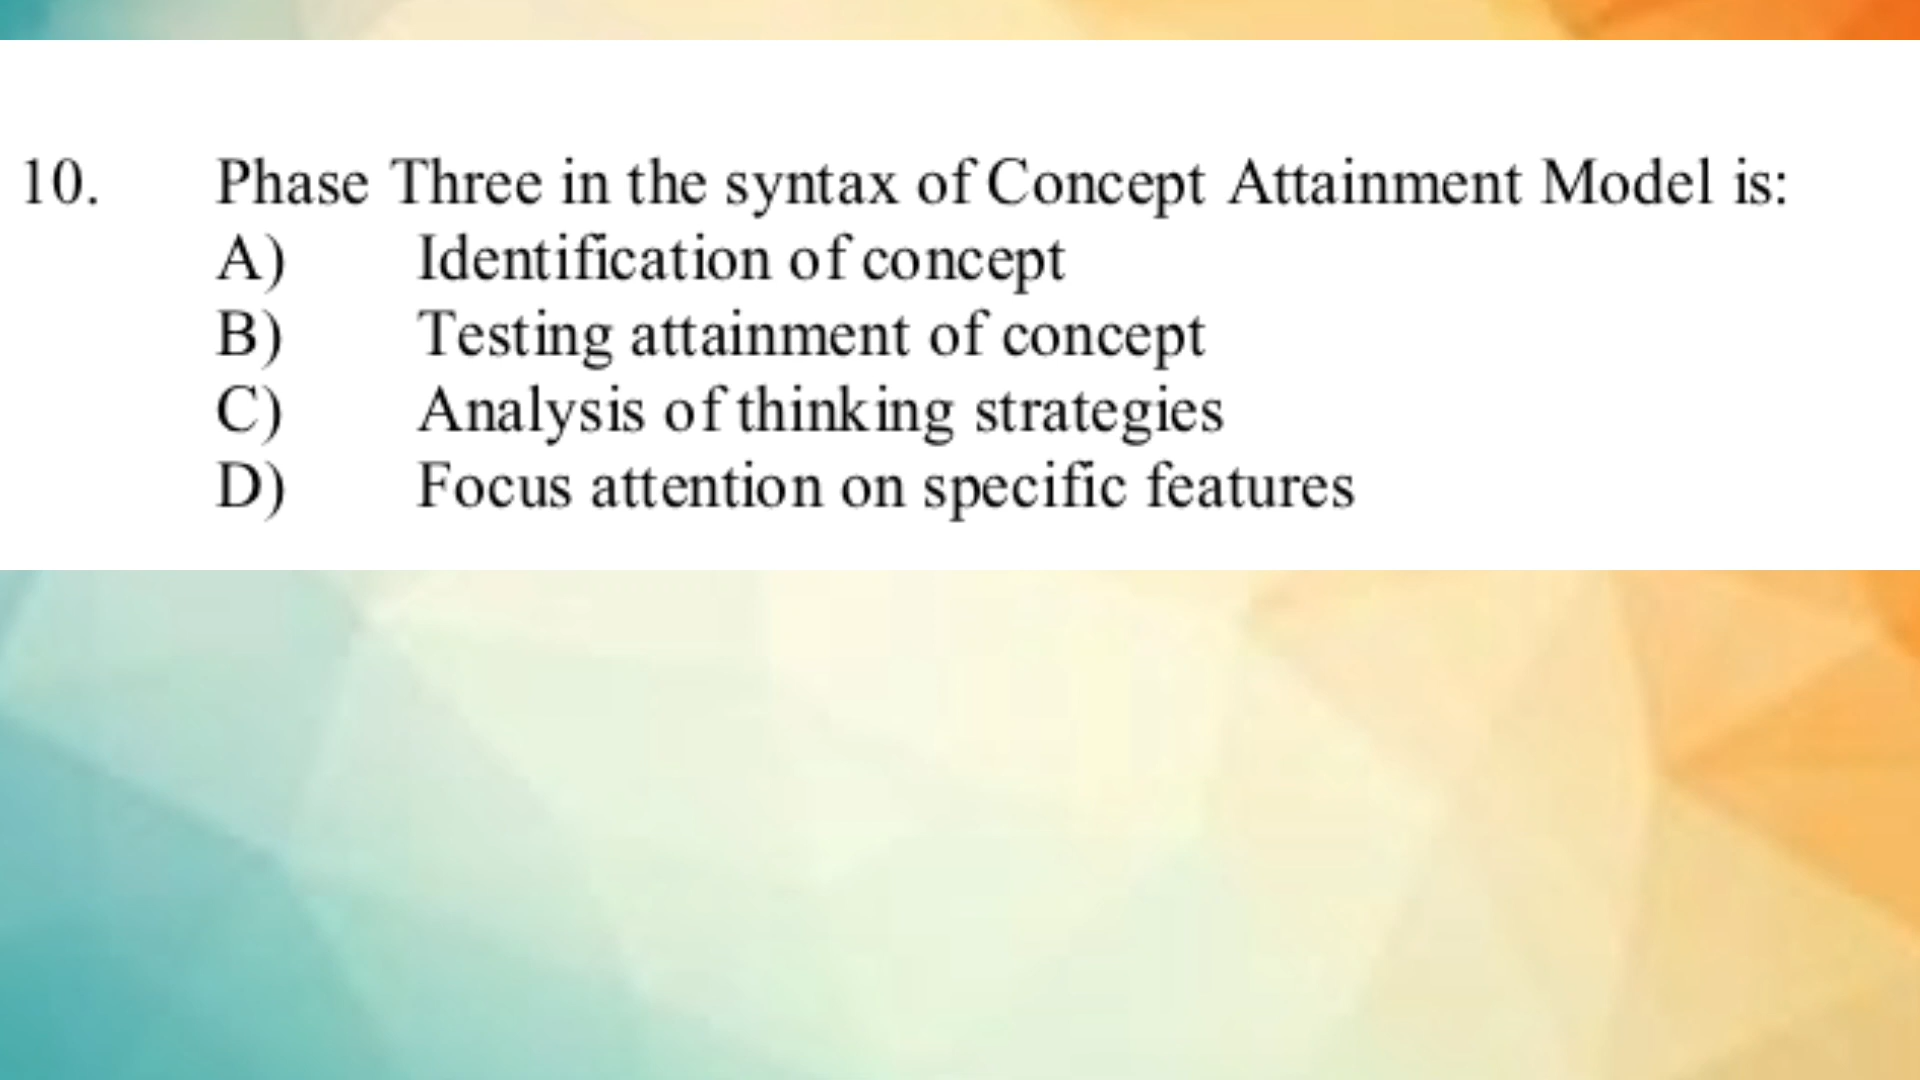 10. Phase Three in the syntax of Concept Attainment Model is:
A) Identification of concept
B) Testing attainment of concept
C) Analysis of thinking strategies
D) Focus attention on specific features